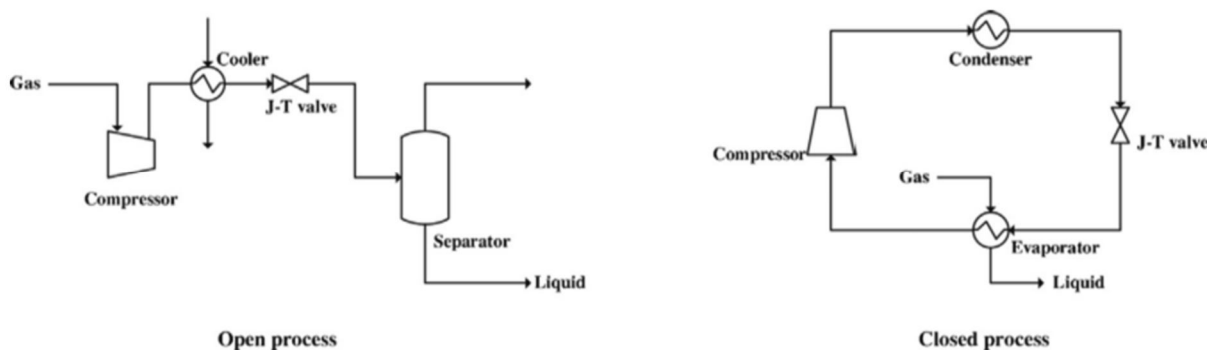 Gas
Cooler
J-T valve
Compressor
Separator
Liquid
Open process
Condenser
Compressor
J-T valve
Gas
Evaporator
Liquid
Closed process